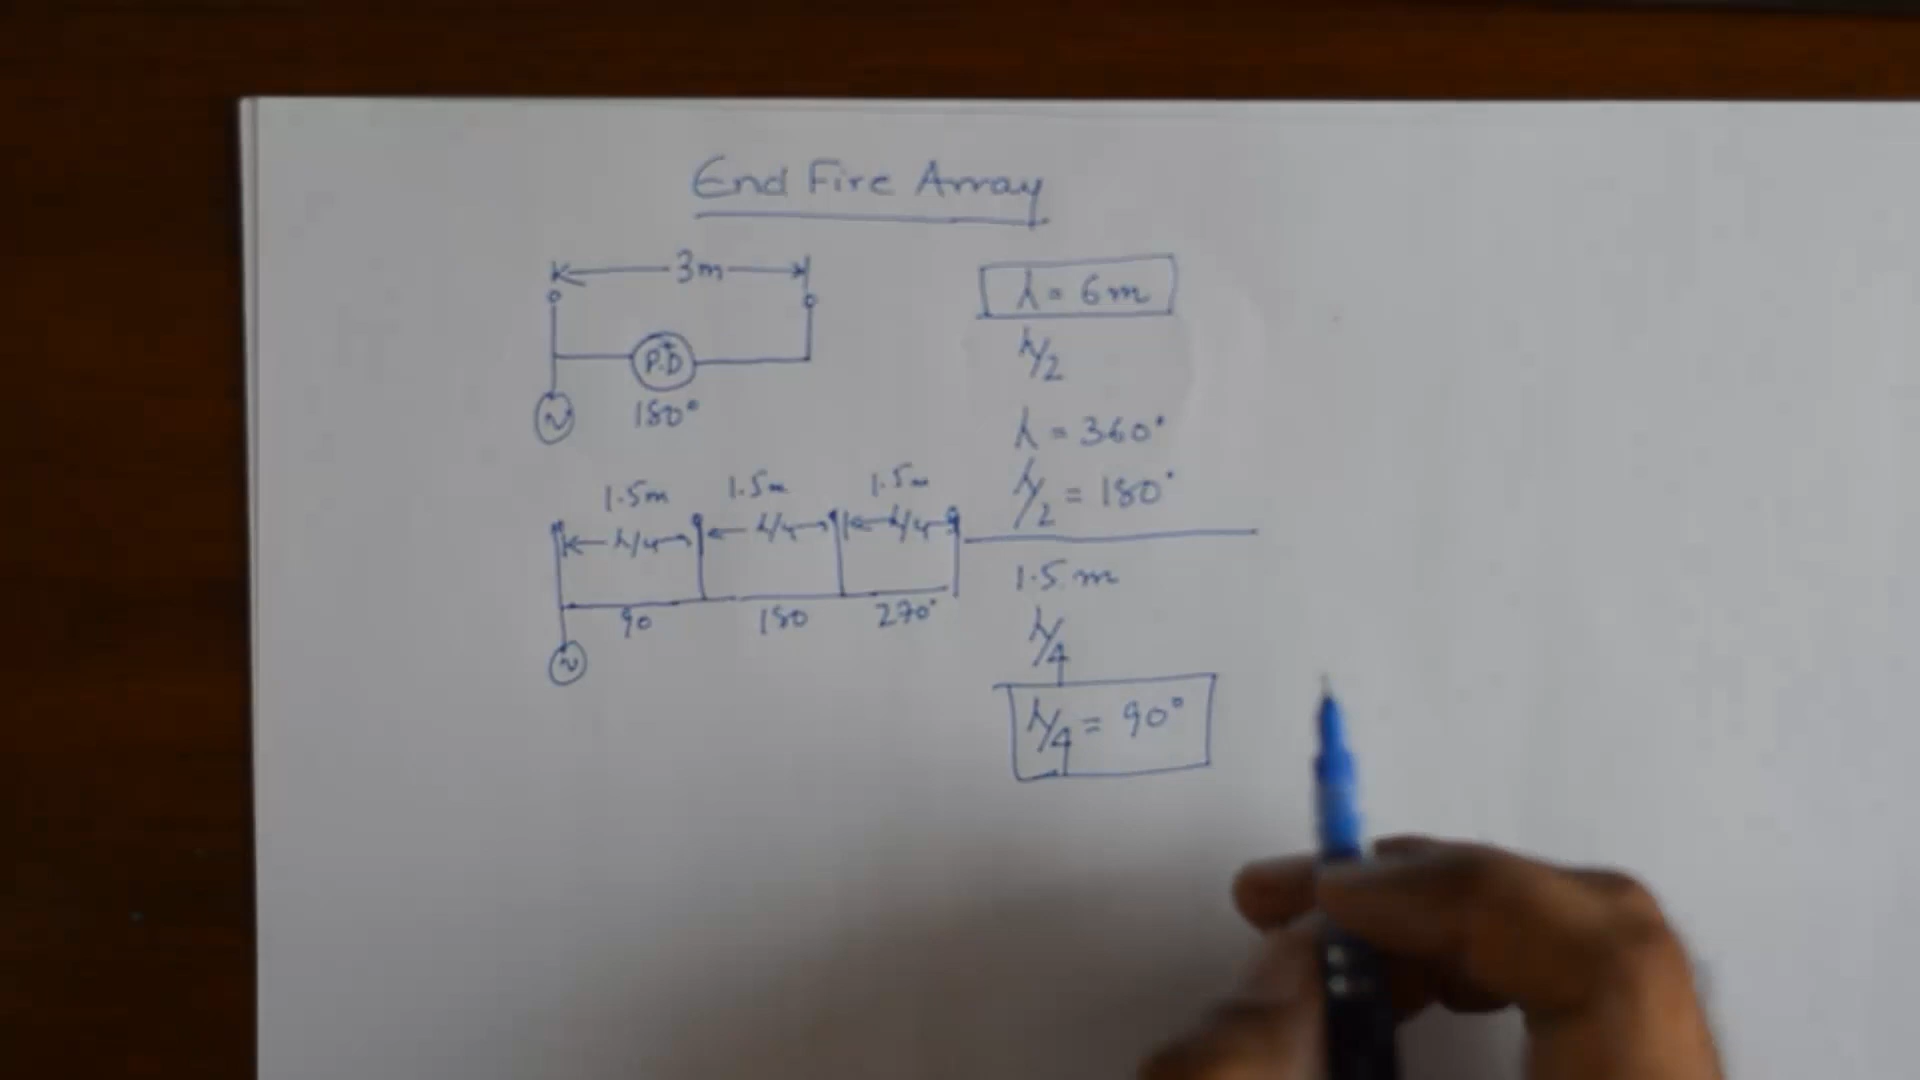 End Fire Array
3m
P.D
~
180°
1.5m 1.5m 1.5m
λ/4 λ/4 λ/4
90 180 270°
~
λ = 6m
λ/2
λ = 360°
λ/2 = 180°
1.5 m
λ/4
λ/4 = 90°